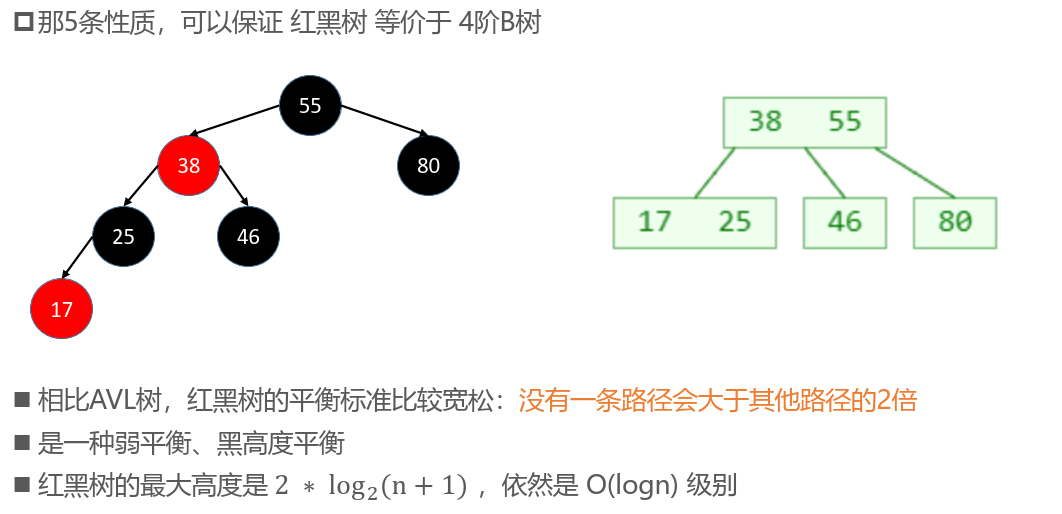 那5条性质，可以保证 红黑树 等价于 4阶B树
55
38
80
25
46
17
38 55
17 25
46
80
相比AVL树，红黑树的平衡标准比较宽松：没有一条路径会大于其他路径的2倍
是一种弱平衡、黑高度平衡
红黑树的最大高度是 2 ∗ log₂(n + 1) ，依然是 O(logn) 级别